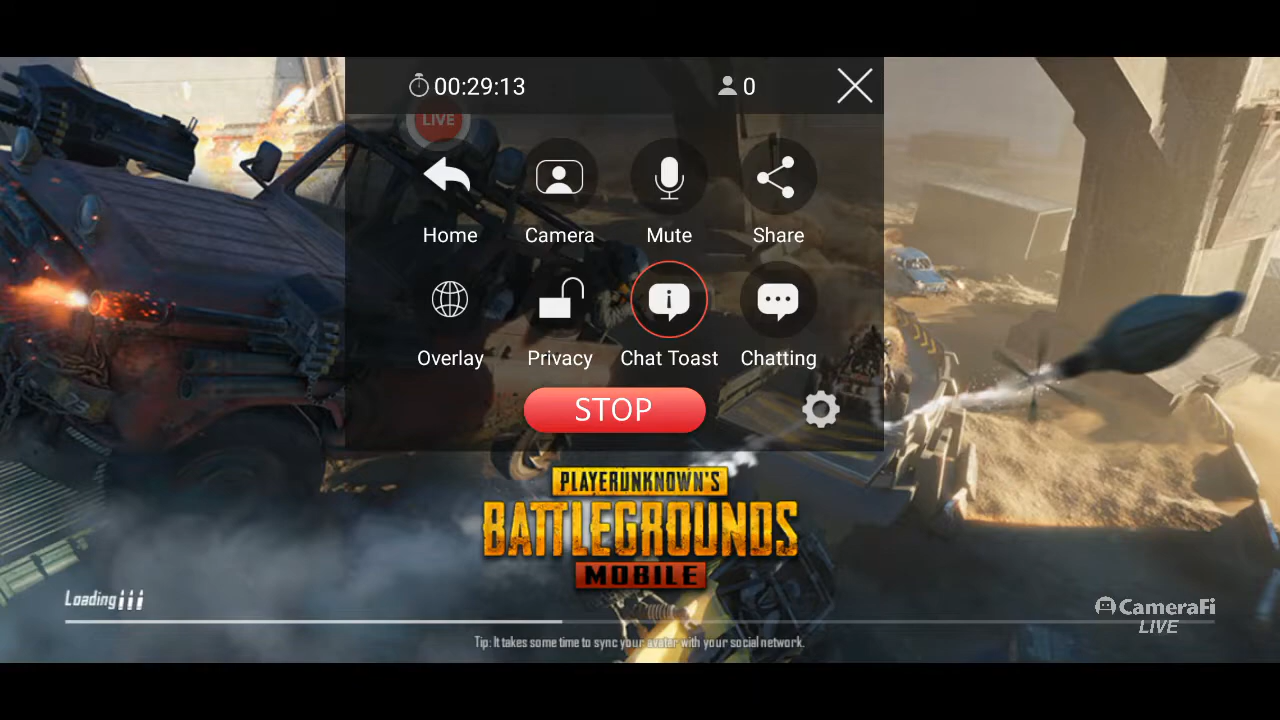 00:29:13 0
LIVE
Home Camera Mute Share
Overlay Privacy Chat Toast Chatting
STOP
PLAYERUNKNOWN'S
BATTLEGROUNDS
MOBILE
Loading
CameraFi
LIVE
Tip: It takes some time to sync your avatar with your social network.